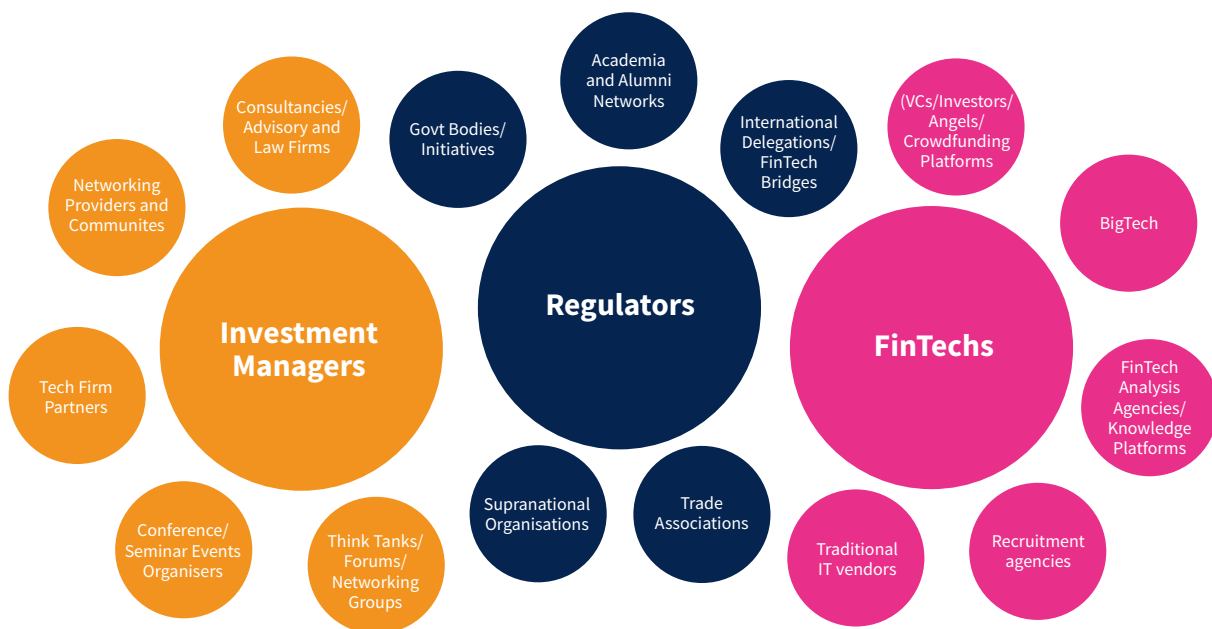 Academia
and Alumni
Networks
Consultancies/
Advisory and
Law Firms
Govt Bodies/
Initiatives
International
Delegations/
FinTech
Bridges
(VCs/Investors/
Angels/
Crowdfunding
Platforms
Networking
Providers and
Communites
BigTech
Investment
Managers
Regulators
FinTechs
Tech Firm
Partners
FinTech
Analysis
Agencies/
Knowledge
Platforms
Conference/
Seminar Events
Organisers
Think Tanks/
Forums/
Networking
Groups
Supranational
Organisations
Trade
Associations
Traditional
IT vendors
Recruitment
agencies